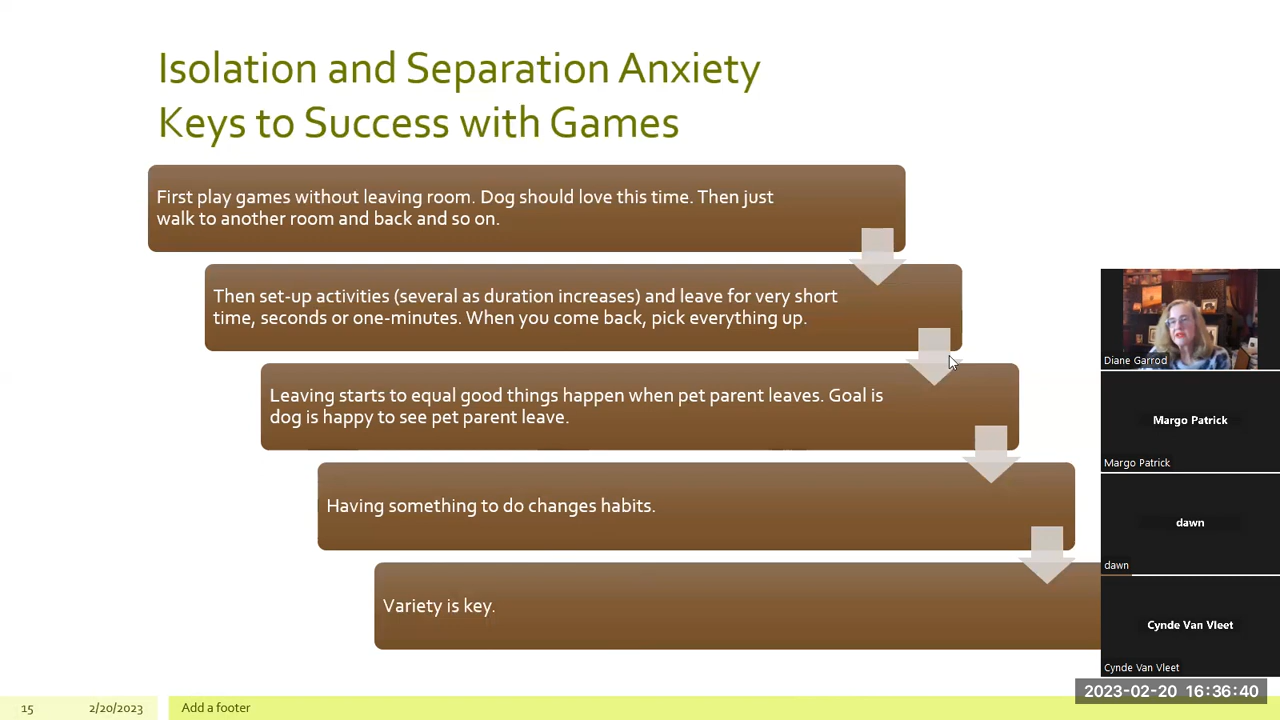 Isolation and Separation Anxiety
Keys to Success with Games
First play games without leaving room. Dog should love this time. Then just
walk to another room and back and so on.
Then set-up activities (several as duration increases) and leave for very short
time, seconds or one-minutes. When you come back, pick everything up.
Leaving starts to equal good things happen when pet parent leaves. Goal is
dog is happy to see pet parent leave.
Having something to do changes habits.
Variety is key.
Diane Garrod
Margo Patrick
Margo Patrick
dawn
dawn
Cynde Van Vleet
Cynde Van Vleet
2023-02-20 16:36:40
15
2/20/2023
Add a footer